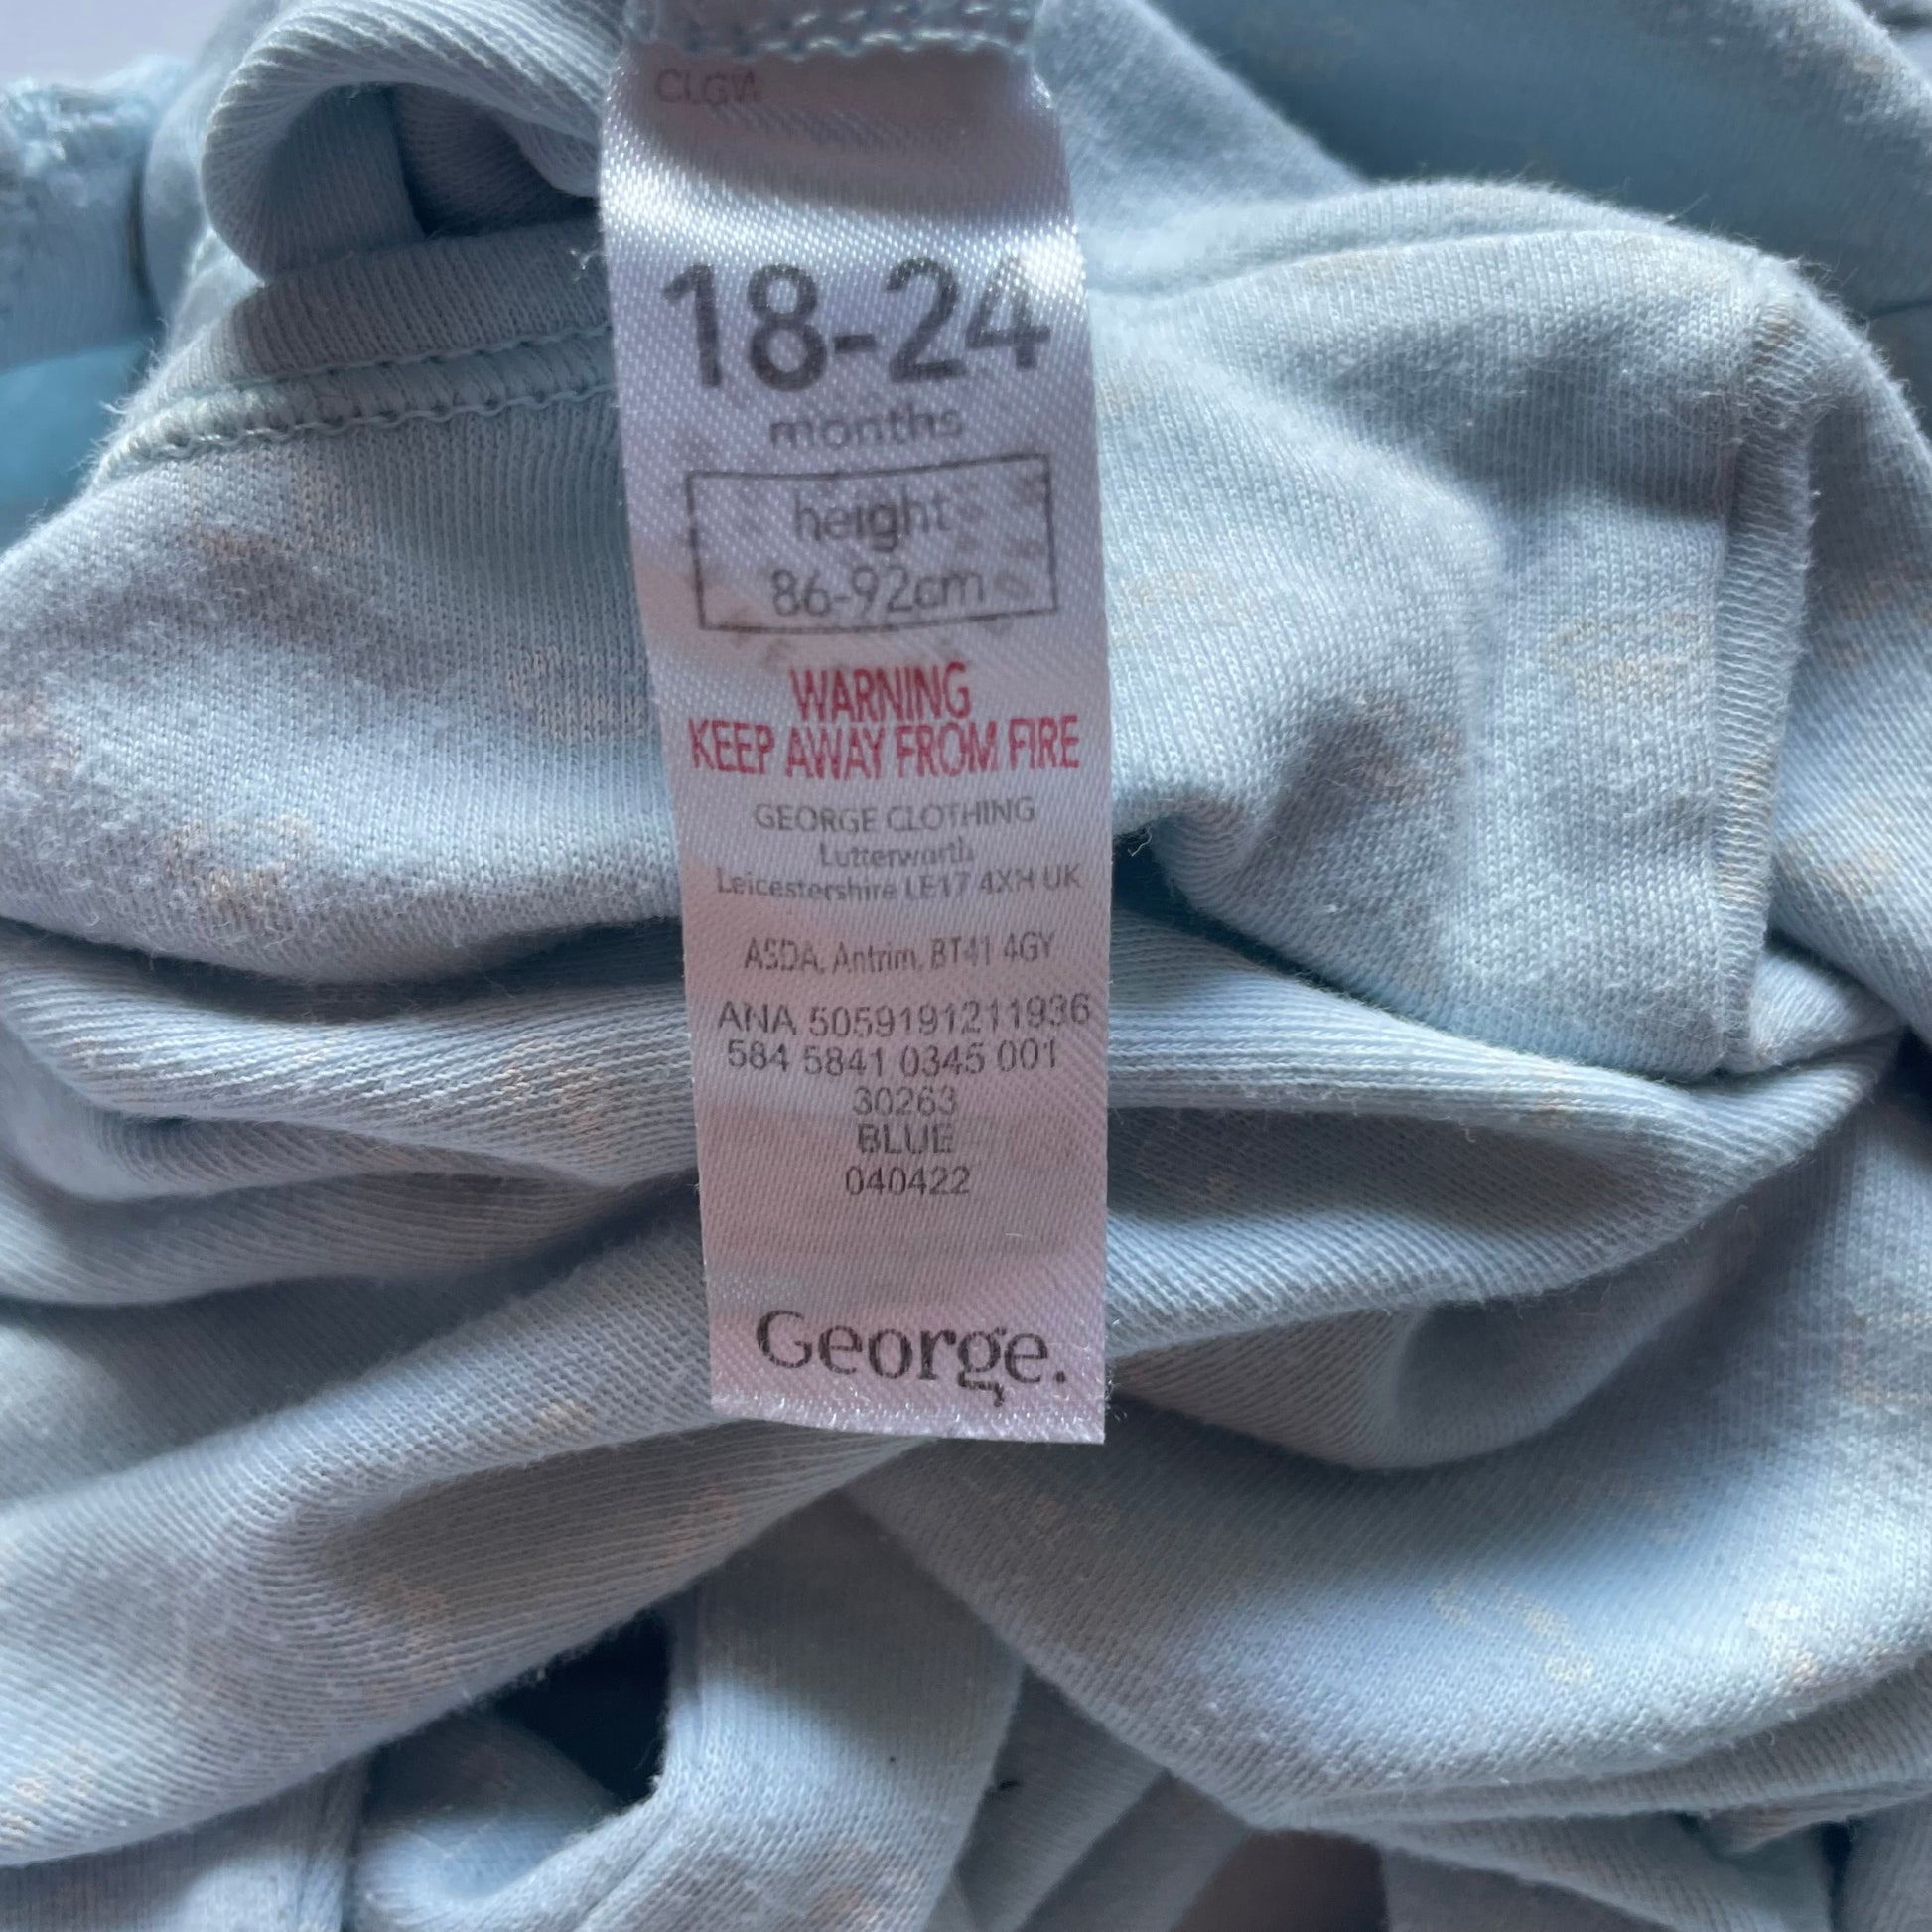 18-24
months
height
86-92cm
WARNING
KEEP AWAY FROM FIRE
GEORGE CLOTHING
Lutterworth
Leicestershire LE17 4XH UK
ASDA, Antrim, BT41 4GY
ANA 5059191211936
584 5841 0345 001
30263
BLUE
040422
George.